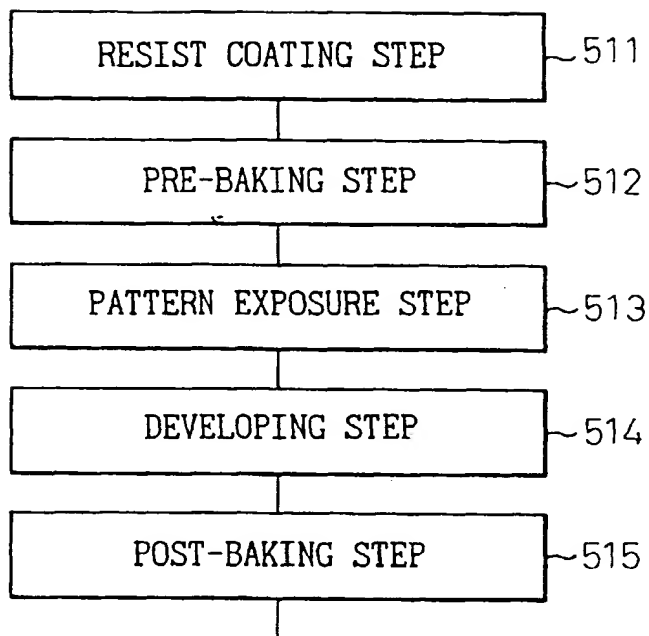 RESIST COATING STEP 511
PRE-BAKING STEP 512
PATTERN EXPOSURE STEP 513
DEVELOPING STEP 514
POST-BAKING STEP 515